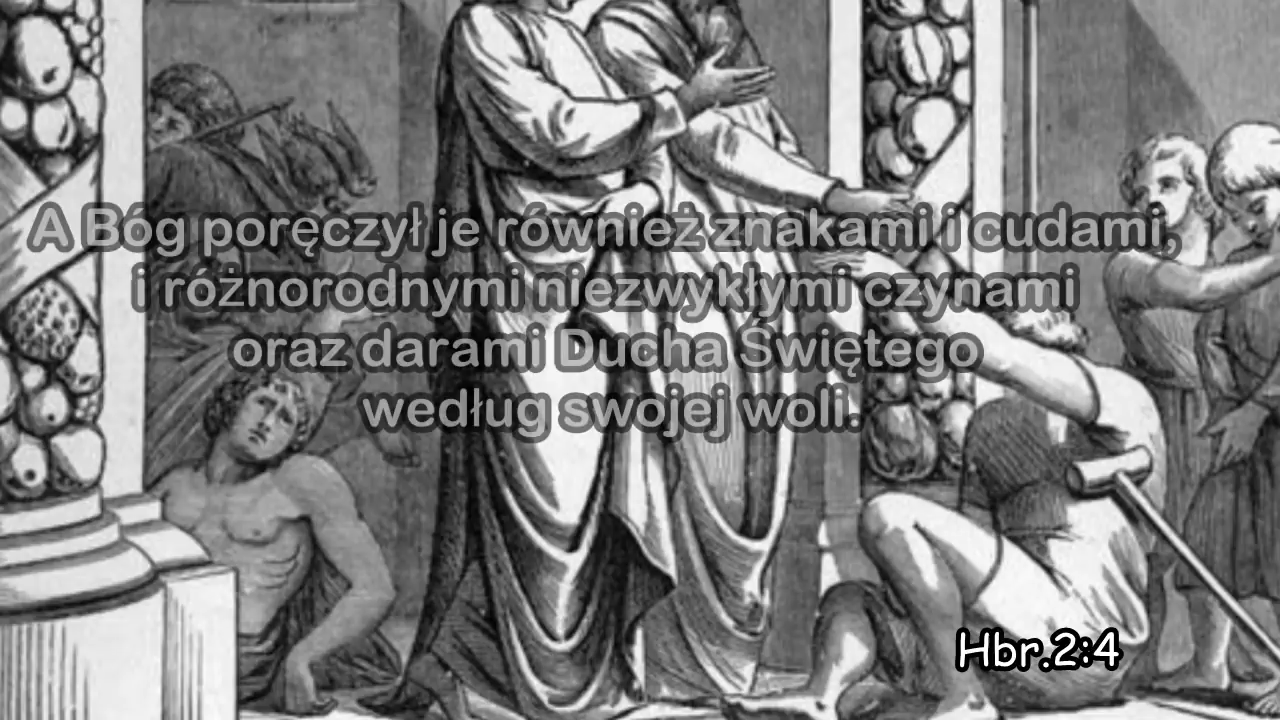 A Bóg poręczył je również znakami i cudami,
i różnorodnymi niezwykłymi czynami
oraz darami Ducha Świętego
według swojej woli.
Hbr.2:4